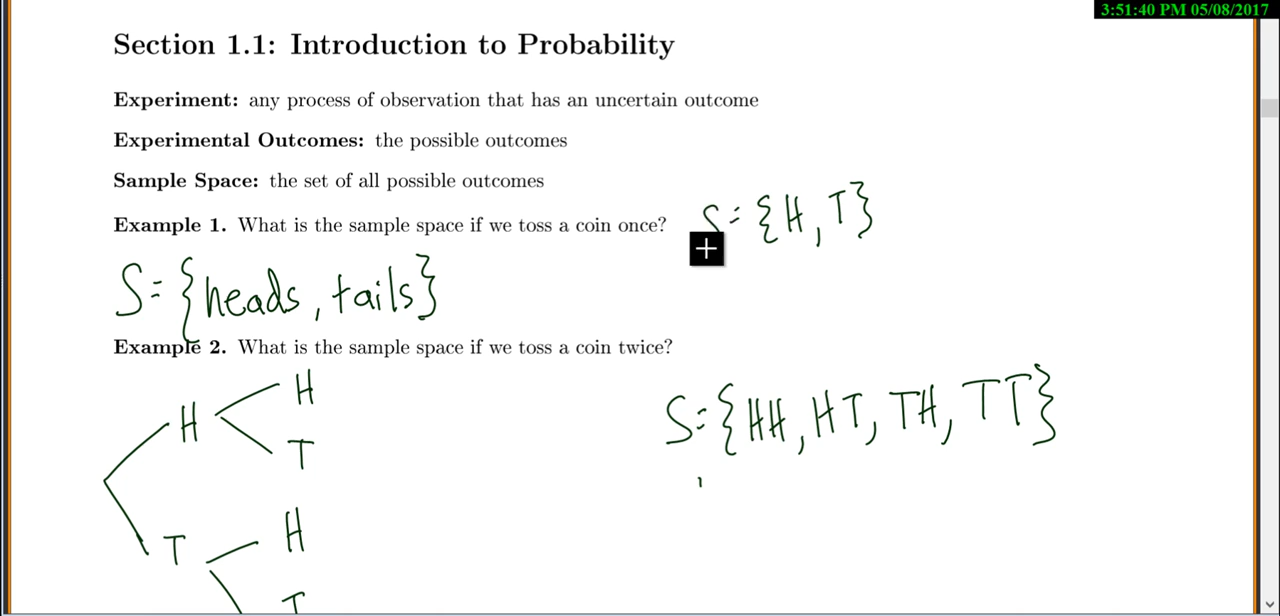 3:51:40 PM 05/08/2017
Section 1.1: Introduction to Probability
Experiment: any process of observation that has an uncertain outcome
Experimental Outcomes: the possible outcomes
Sample Space: the set of all possible outcomes
Example 1. What is the sample space if we toss a coin once? S={H,T}
S={heads,tails}
Example 2. What is the sample space if we toss a coin twice?
H
H S={HH,HT,TH,TT}
T
H
T
T